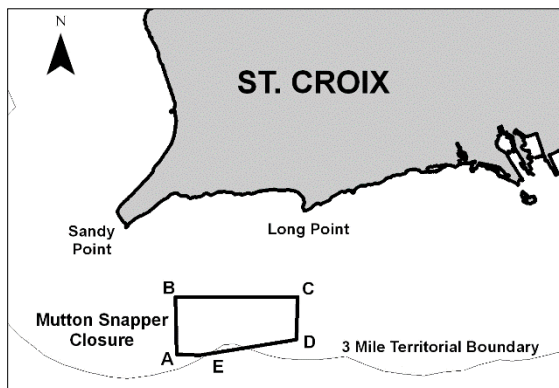 N
ST. CROIX
Sandy
Point
Long Point
B
C
Mutton Snapper
Closure
D
3 Mile Territorial Boundary
A
E